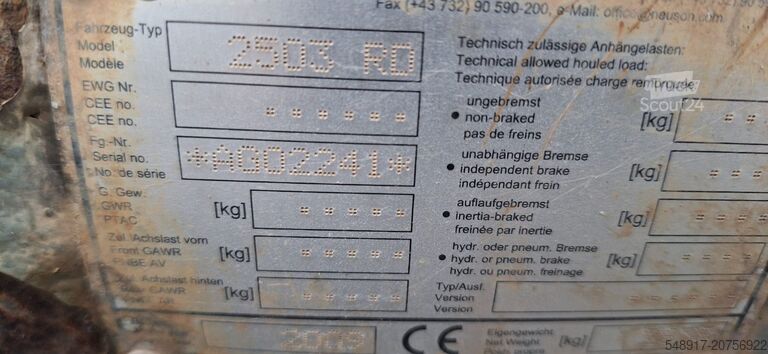 Fax (+43 732) 90 590-200, e-Mail: office@neuson.com
Fahrzeug-Typ
Model
Modèle
2503 RD
EWG Nr.
CEE no.
CEE no.
Fg.-Nr.
Serial no.
No. de série
*AG02241*
G. Gew.
GWR
PTAC
[kg]
Zul. Achslast vorn
Front GAWR
PNBE AV
[kg]
Achslast hinten
GAWR
[kg]
Technisch zulässige Anhängelasten:
Technical allowed houled load:
Technique autorisée charge remorquée
ungebremst
• non-braked
pas de freins
[kg]
unabhängige Bremse
• independent brake
indépendant frein
[kg]
auflaufgebremst
• inertia-braked
freinée par inertie
[kg]
hydr. oder pneum. Bremse
• hydr. or pneum. brake
hydr. ou pneum. freinage
[kg]
Typ/Ausf.
Version
Version
CE
Eigengewicht
Net Weight
[kg]
Truck
Scout24
548917-20756922